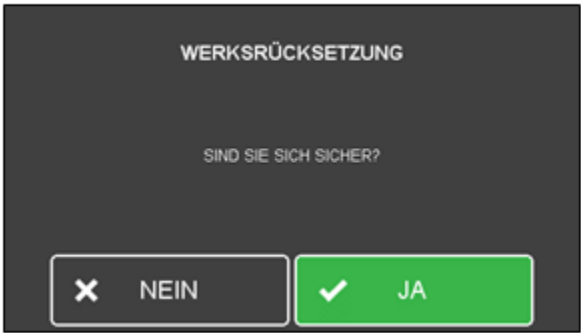 WERKSRÜCKSETZUNG
SIND SIE SICH SICHER?
NEIN
JA